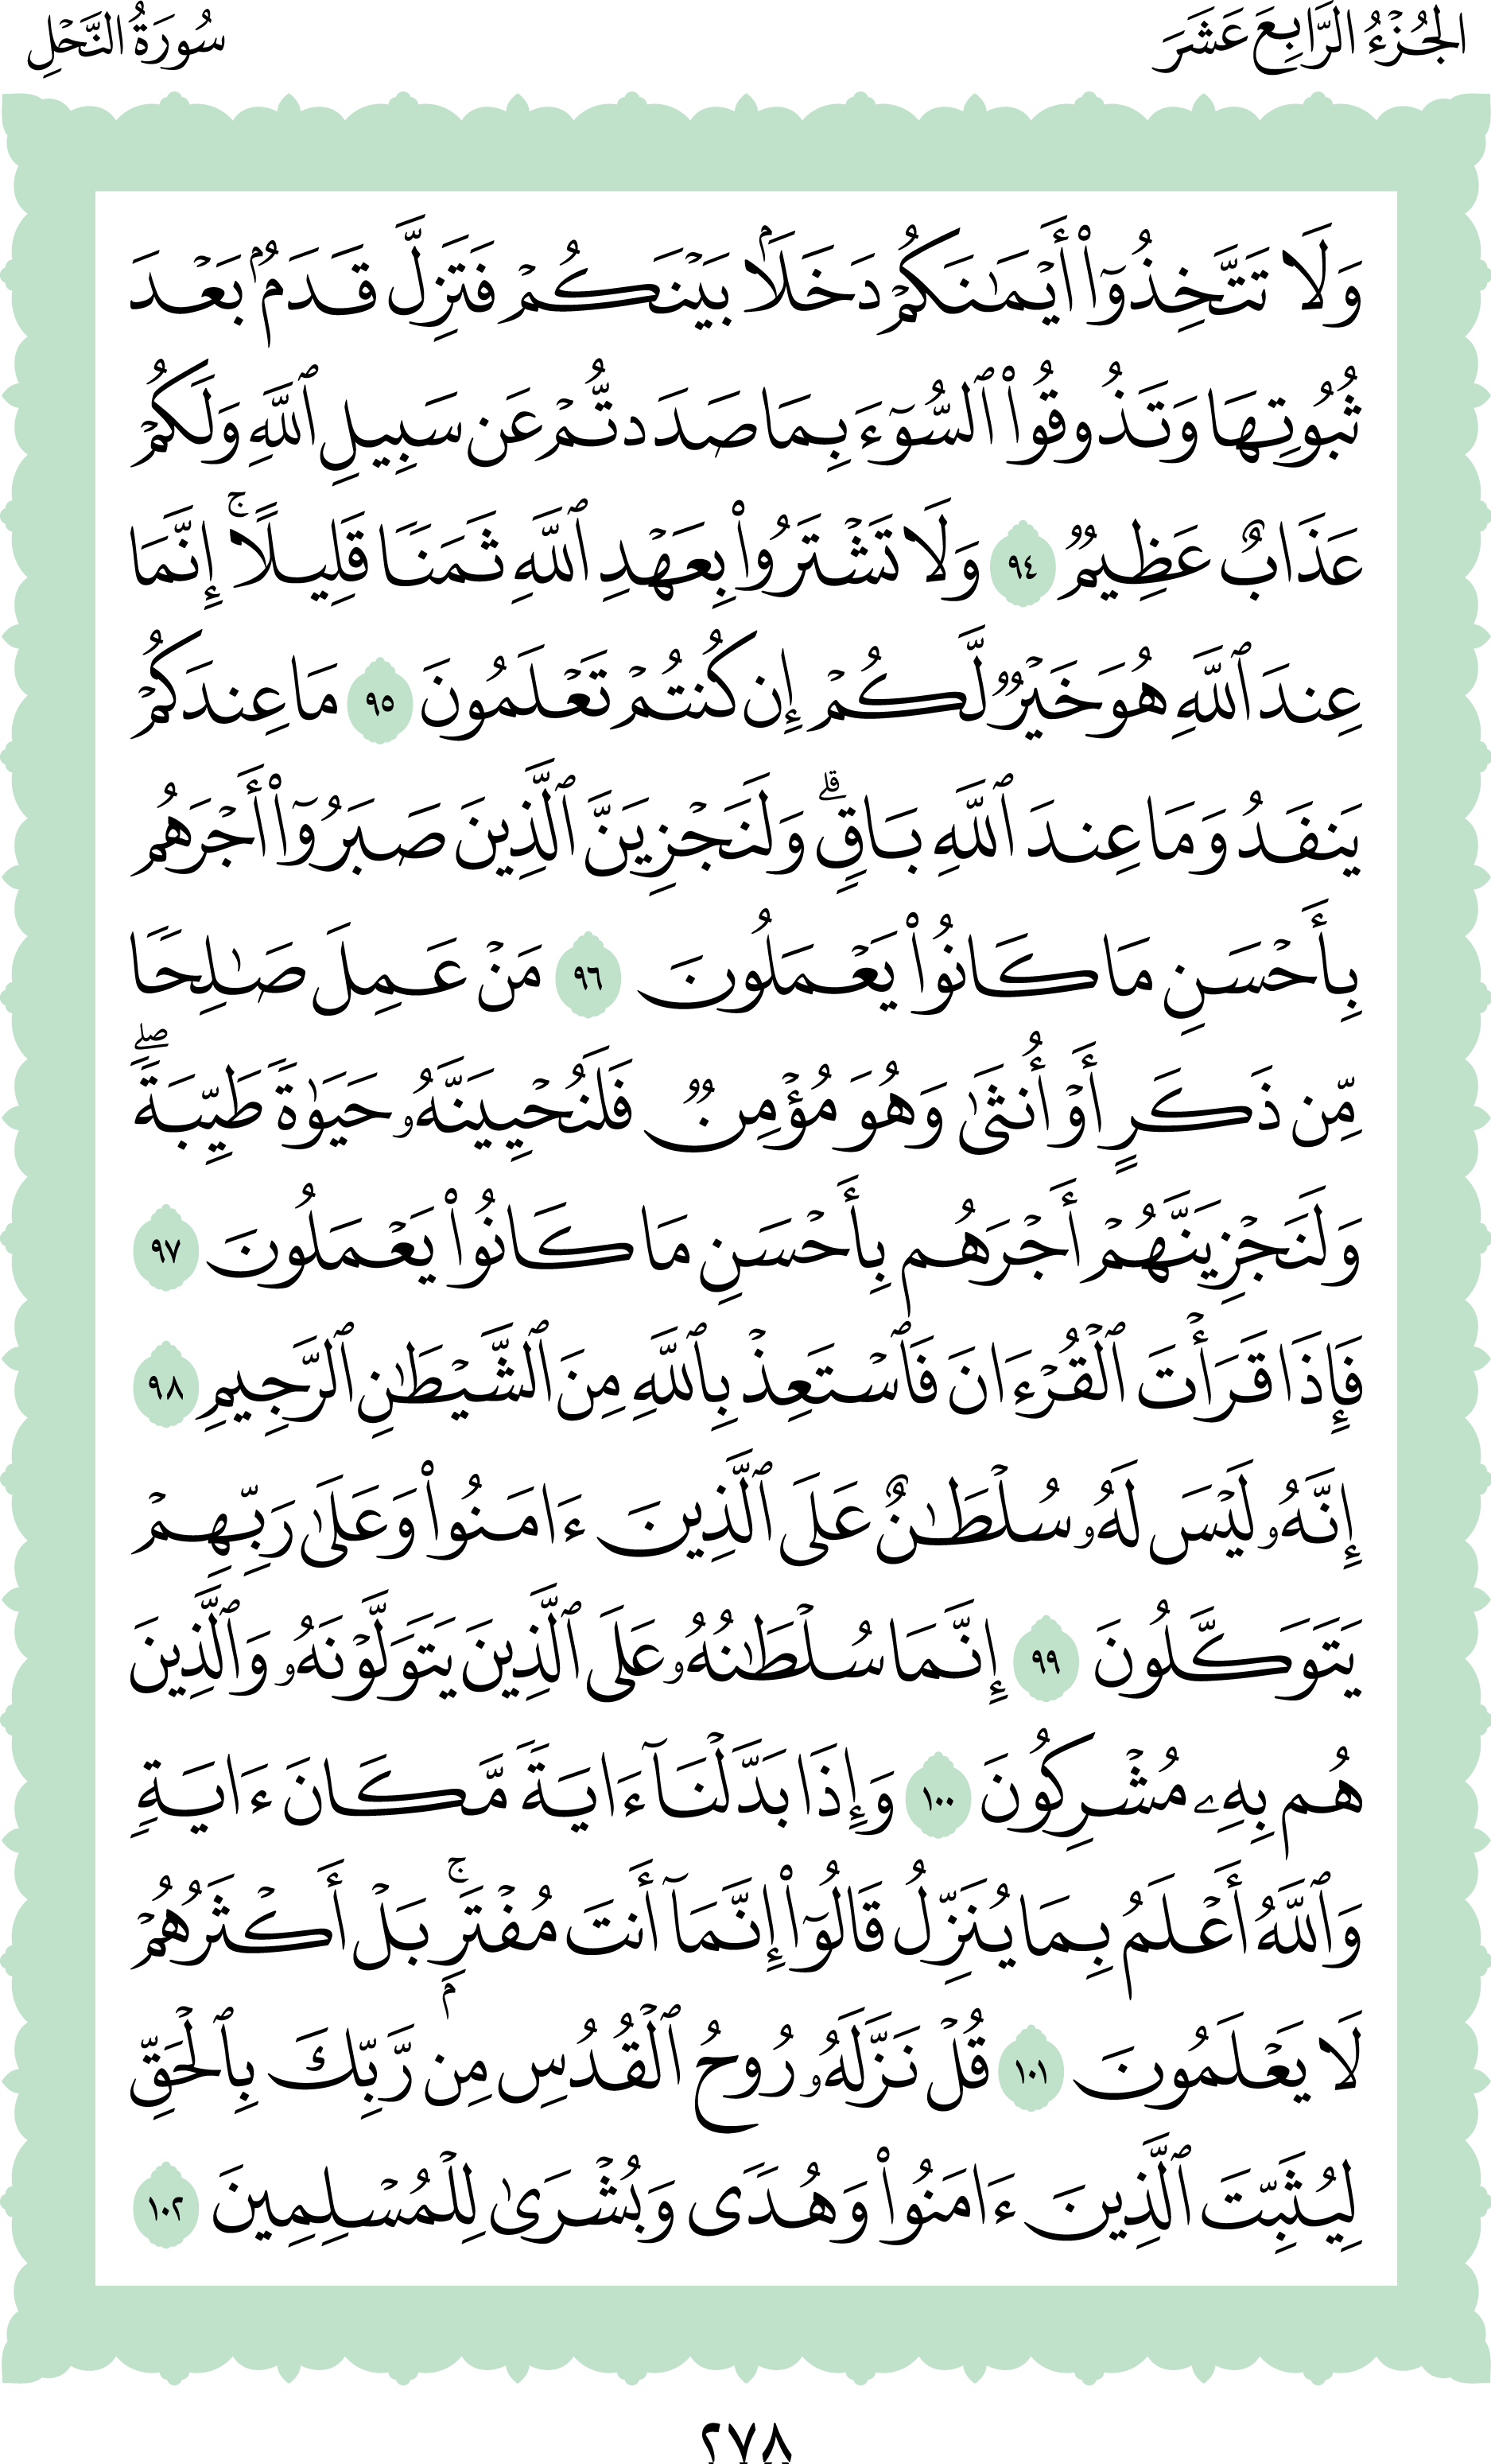 الجُزْءُ الرَّابِعَ عَشَرَ
سُورَةُ النَّحْلِ
وَلَا تَتَّخِذُوٓا۟ أَيْمَـٰنَكُمْ دَخَلًۢا بَيْنَكُمْ فَتَزِلَّ قَدَمٌۢ بَعْدَ
ثُبُوتِهَا وَتَذُوقُوا۟ ٱلسُّوٓءَ بِمَا صَدَدتُّمْ عَن سَبِيلِ ٱللَّهِ وَلَكُمْ
عَذَابٌ عَظِيمٌ ٩٤ وَلَا تَشْتَرُوا۟ بِعَهْدِ ٱللَّهِ ثَمَنًا قَلِيلًا ۚ إِنَّمَا
عِندَ ٱللَّهِ هُوَ خَيْرٌ لَّكُمْ إِن كُنتُمْ تَعْلَمُونَ ٩٥ مَا عِندَكُمْ
يَنفَدُ وَمَا عِندَ ٱللَّهِ بَاقٍ ۗ وَلَنَجْزِيَنَّ ٱلَّذِينَ صَبَرُوٓا۟ أَجْرَهُم
بِأَحْسَنِ مَا كَانُوا۟ يَعْمَلُونَ ٩٦ مَنْ عَمِلَ صَـٰلِحًا
مِّن ذَكَرٍ أَوْ أُنثَىٰ وَهُوَ مُؤْمِنٌ فَلَنُحْيِيَنَّهُۥ حَيَوٰةً طَيِّبَةً ۖ
وَلَنَجْزِيَنَّهُمْ أَجْرَهُم بِأَحْسَنِ مَا كَانُوا۟ يَعْمَلُونَ ٩٧
فَإِذَا قَرَأْتَ ٱلْقُرْءَانَ فَٱسْتَعِذْ بِٱللَّهِ مِنَ ٱلشَّيْطَـٰنِ ٱلرَّجِيمِ ٩٨
إِنَّهُۥ لَيْسَ لَهُۥ سُلْطَـٰنٌ عَلَى ٱلَّذِينَ ءَامَنُوا۟ وَعَلَىٰ رَبِّهِمْ
يَتَوَكَّلُونَ ٩٩ إِنَّمَا سُلْطَـٰنُهُۥ عَلَى ٱلَّذِينَ يَتَوَلَّوْنَهُۥ وَٱلَّذِينَ
هُم بِهِۦ مُشْرِكُونَ ١٠٠ وَإِذَا بَدَّلْنَآ ءَايَةً مَّكَانَ ءَايَةٍ
وَٱللَّهُ أَعْلَمُ بِمَا يُنَزِّلُ قَالُوٓا۟ إِنَّمَآ أَنتَ مُفْتَرٍۭ ۚ بَلْ أَكْثَرُهُمْ
لَا يَعْلَمُونَ ١٠١ قُلْ نَزَّلَهُۥ رُوحُ ٱلْقُدُسِ مِن رَّبِّكَ بِٱلْحَقِّ
لِيُثَبِّتَ ٱلَّذِينَ ءَامَنُوا۟ وَهُدًى وَبُشْرَىٰ لِلْمُسْلِمِينَ ١٠٢
٢٧٨